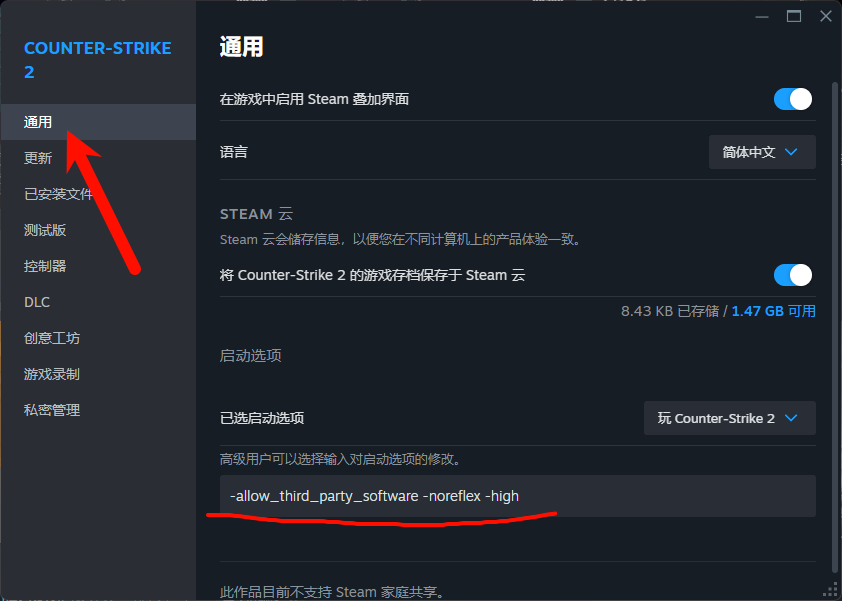 COUNTER-STRIKE
2
通用
更新
已安装文件
测试版
控制器
DLC
创意工坊
游戏录制
私密管理
通用
在游戏中启用 Steam 叠加界面
语言
简体中文
STEAM 云
Steam 云会储存信息，以便您在不同计算机上的产品体验一致。
将 Counter-Strike 2 的游戏存档保存于 Steam 云
8.43 KB 已存储 / 1.47 GB 可用
启动选项
已选启动选项
玩 Counter-Strike 2
高级用户可以选择输入对启动选项的修改。
-allow_third_party_software -noreflex -high
此作品目前不支持 Steam 家庭共享。